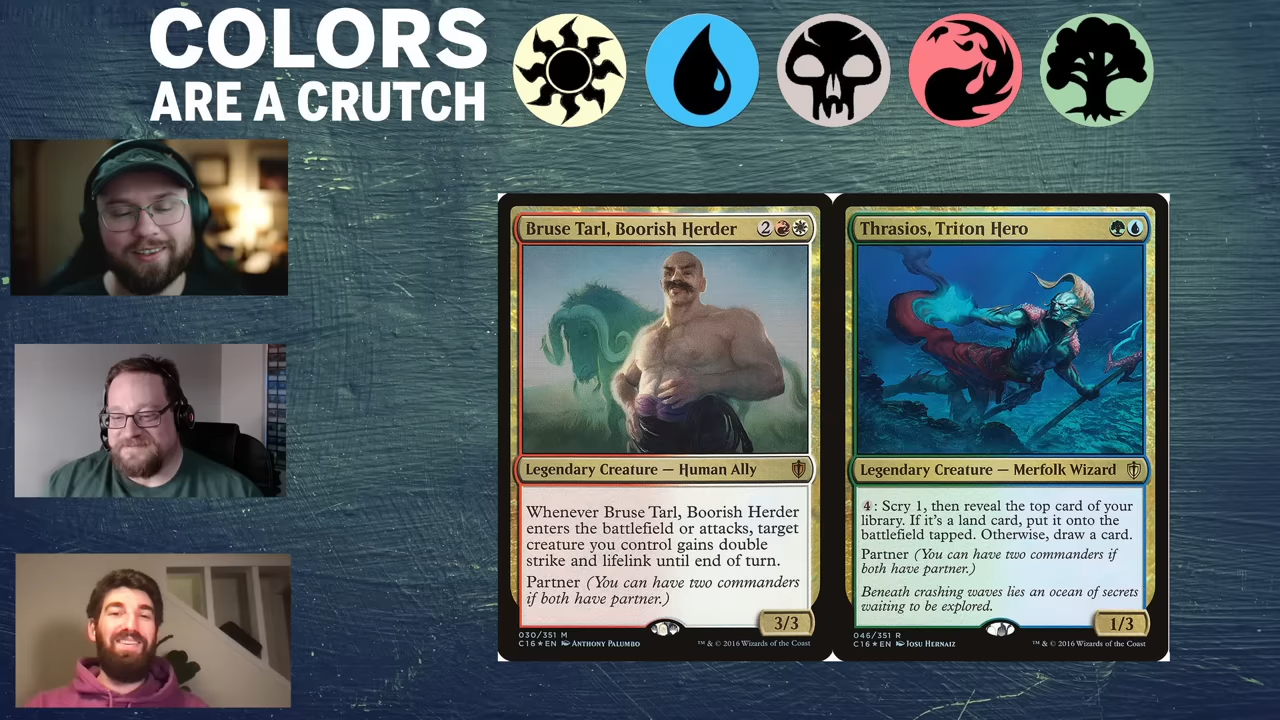 COLORS
ARE A CRUTCH
Bruse Tarl, Boorish Herder 2
Legendary Creature — Human Ally
Whenever Bruse Tarl, Boorish Herder
enters the battlefield or attacks, target
creature you control gains double
strike and lifelink until end of turn.
Partner (You can have two commanders
if both have partner.)
3/3
030/351 M
C16 ★ EN ANTHONY PALUMBO
™ & © 2016 Wizards of the Coast
Thrasios, Triton Hero
Legendary Creature — Merfolk Wizard
4: Scry 1, then reveal the top card of your
library. If it's a land card, put it onto the
battlefield tapped. Otherwise, draw a card.
Partner (You can have two commanders if
both have partner.)
Beneath crashing waves lies an ocean of secrets
waiting to be explored.
1/3
046/351 R
C16 ★ EN JOSU HERNAIZ
™ & © 2016 Wizards of the Coast